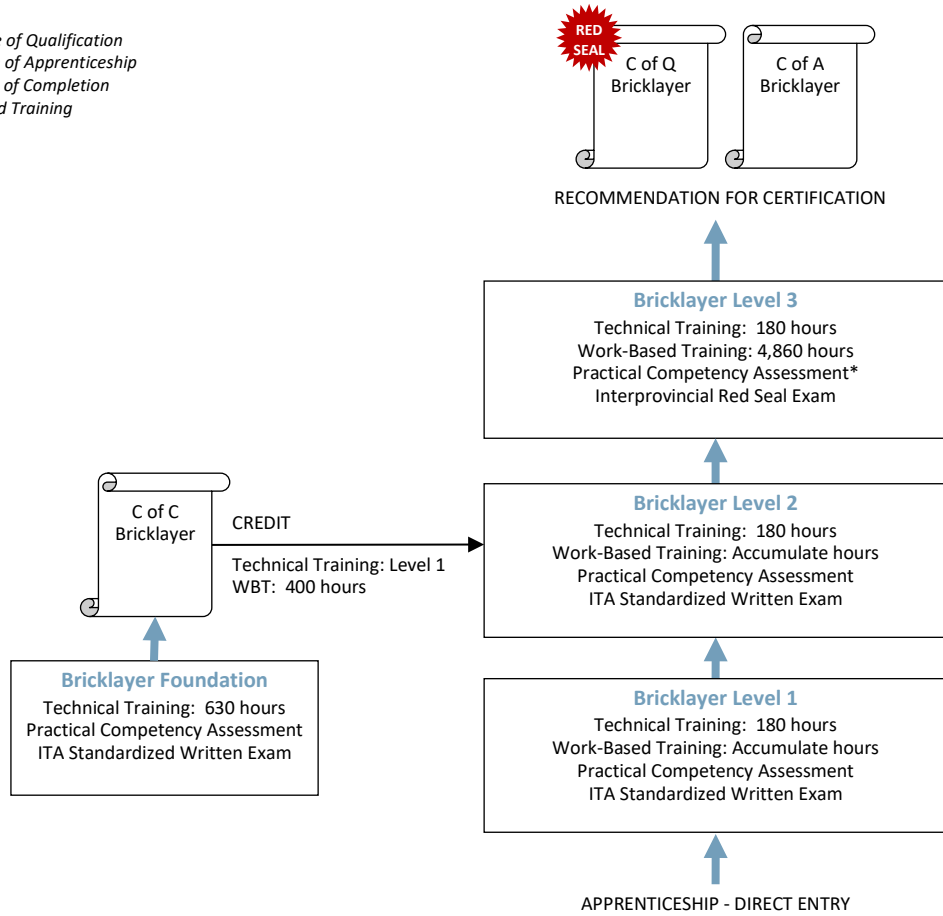 of Qualification
of Apprenticeship
of Completion
Training
RED
SEAL
C of Q
Bricklayer
C of A
Bricklayer
RECOMMENDATION FOR CERTIFICATION
Bricklayer Level 3
Technical Training: 180 hours
Work-Based Training: 4,860 hours
Practical Competency Assessment*
Interprovincial Red Seal Exam
C of C
Bricklayer
CREDIT
Technical Training: Level 1
WBT: 400 hours
Bricklayer Level 2
Technical Training: 180 hours
Work-Based Training: Accumulate hours
Practical Competency Assessment
ITA Standardized Written Exam
Bricklayer Foundation
Technical Training: 630 hours
Practical Competency Assessment
ITA Standardized Written Exam
Bricklayer Level 1
Technical Training: 180 hours
Work-Based Training: Accumulate hours
Practical Competency Assessment
ITA Standardized Written Exam
APPRENTICESHIP - DIRECT ENTRY